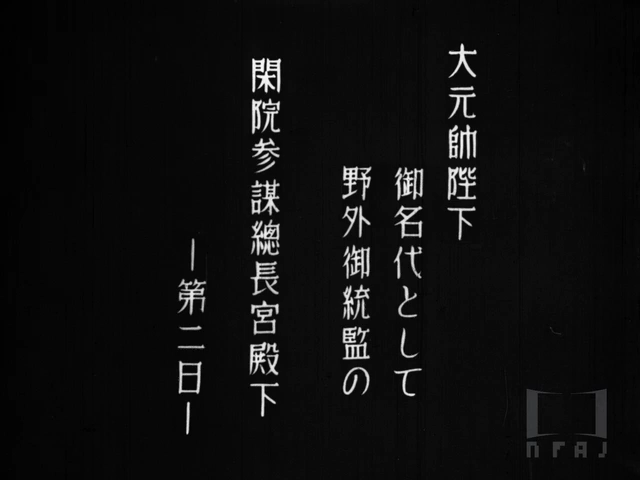 大元帥陛下
御名代として
野外御統監の
閑院参謀總長宮殿下
―第二日―
NFAJ